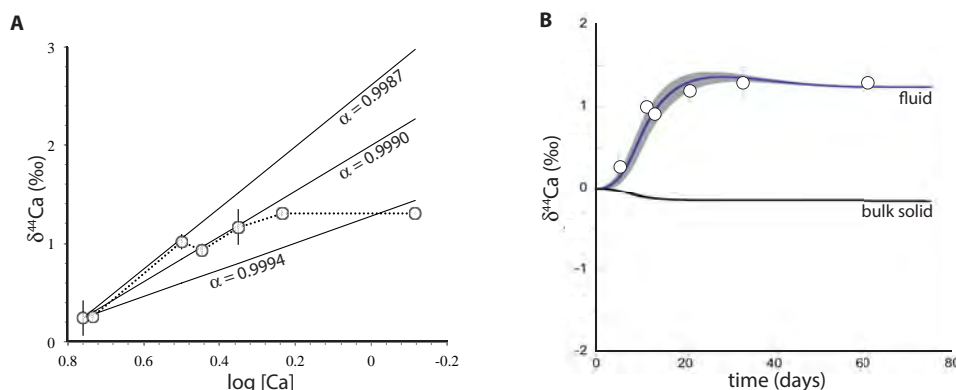 A
δ⁴⁴Ca (‰)
3
2
1
0
α = 0.9987
α = 0.9990
α = 0.9994
0.8 0.6 0.4 0.2 0 -0.2
log [Ca]
B
δ⁴⁴Ca (‰)
2
1
0
-1
-2
fluid
bulk solid
0 20 40 60 80
time (days)